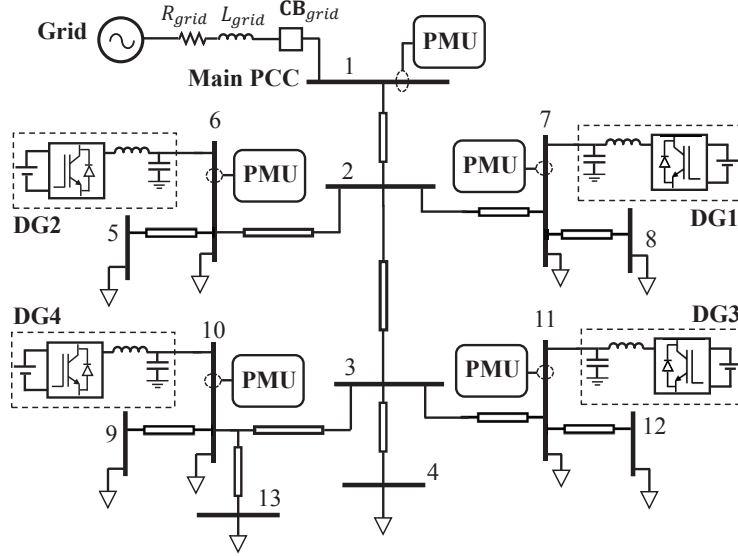 R_grid L_grid CB_grid
Grid
PMU
Main PCC
1
6
7
PMU
PMU
2
DG2
5
8
DG1
DG4
10
11
DG3
3
PMU
PMU
9
12
4
13